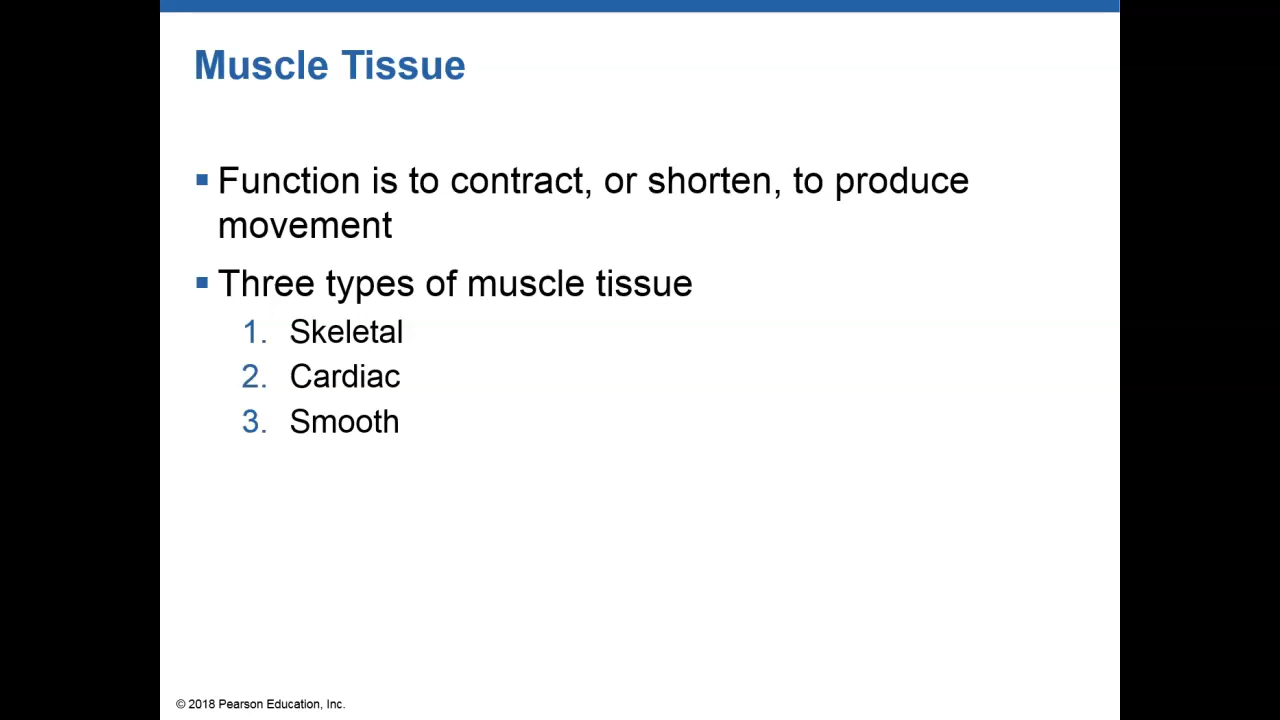 Muscle Tissue
▪ Function is to contract, or shorten, to produce
movement
▪ Three types of muscle tissue
1. Skeletal
2. Cardiac
3. Smooth
© 2018 Pearson Education, Inc.